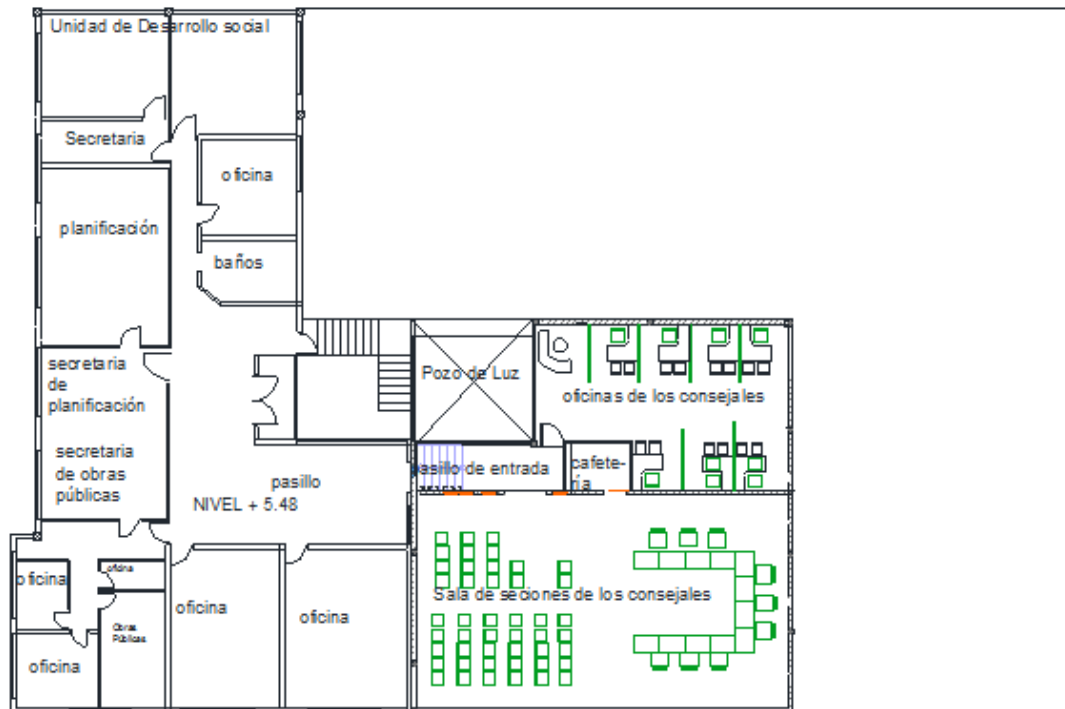 Unidad de Desarrollo social
Secretaria
oficina
planificación
baños
secretaria
de
planificación
secretaria
de obras
públicas
Pozo de Luz
oficinas de los consejales
pasillo de entrada
cafete-
ría
pasillo
NIVEL + 5.48
oficina
oficina
oficina
oficina
Obras
Públicas
oficina
oficina
Sala de seciones de los consejales